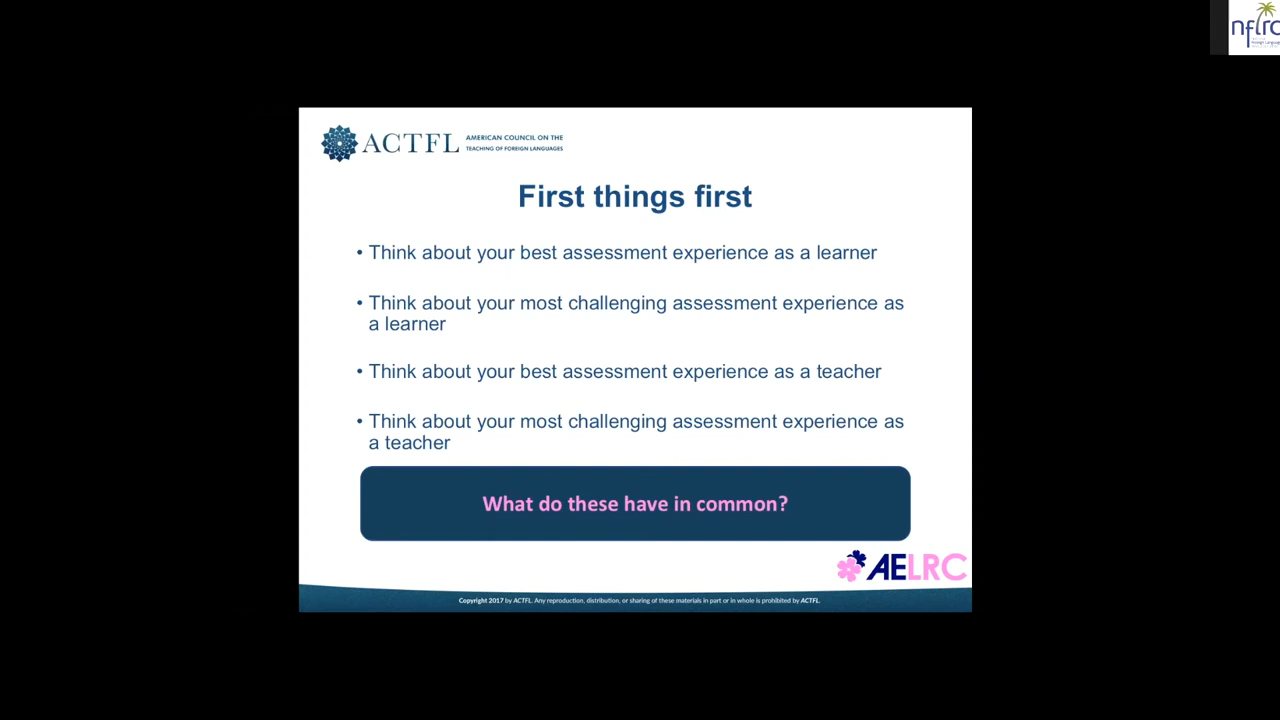 nflrc
ACTFL
AMERICAN COUNCIL ON THE
TEACHING OF FOREIGN LANGUAGES
First things first
• Think about your best assessment experience as a learner
• Think about your most challenging assessment experience as
a learner
• Think about your best assessment experience as a teacher
• Think about your most challenging assessment experience as
a teacher
What do these have in common?
AELRC
Copyright 2017 by ACTFL. Any reproduction, distribution, or sharing of these materials in part or in whole is prohibited by ACTFL.